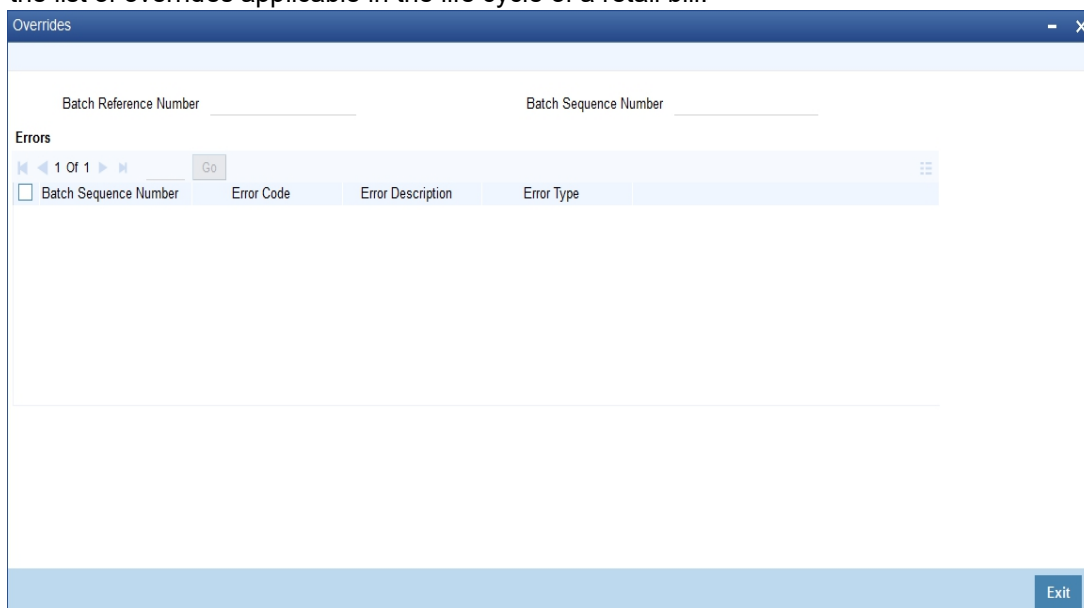 the list of overrides applicable in the life cycle of a retail bill.
Overrides
Batch Reference Number Batch Sequence Number
Errors
1 Of 1 Go
Batch Sequence Number Error Code Error Description Error Type
Exit